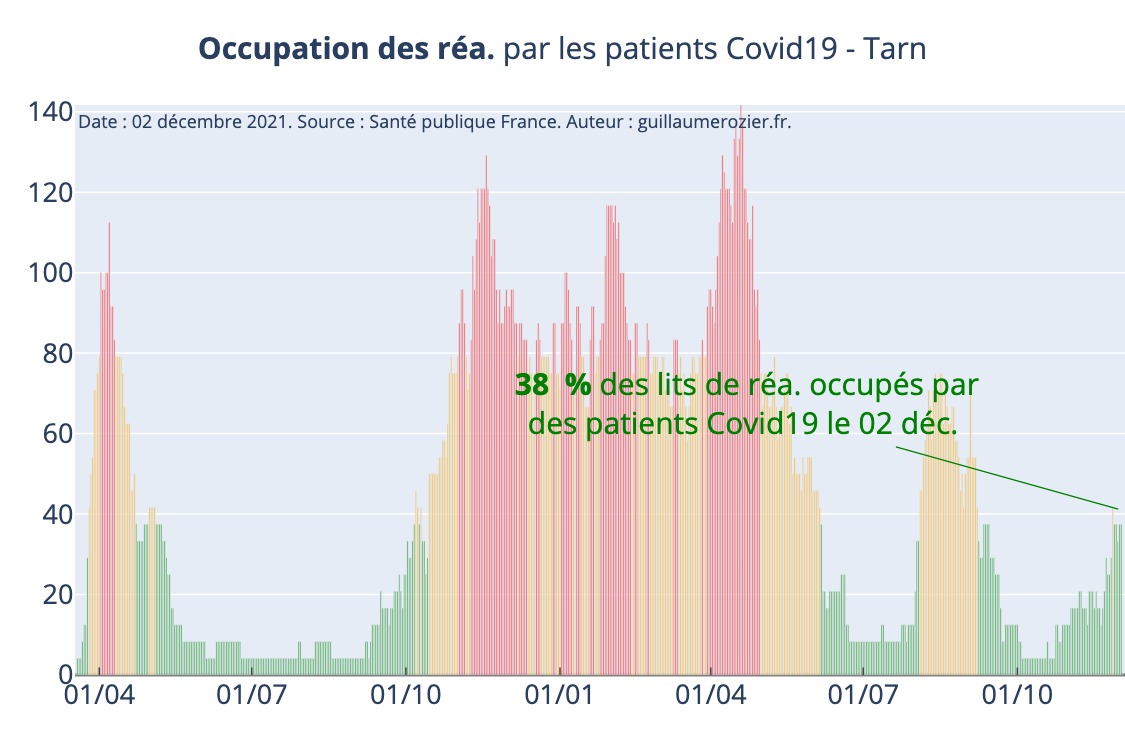 Occupation des réa. par les patients Covid19 - Tarn
140
Date : 02 décembre 2021. Source : Santé publique France. Auteur : guillaumerozier.fr.
120
100
80
38 % des lits de réa. occupés par
des patients Covid19 le 02 déc.
60
40
20
0
01/04 01/07 01/10 01/01 01/04 01/07 01/10